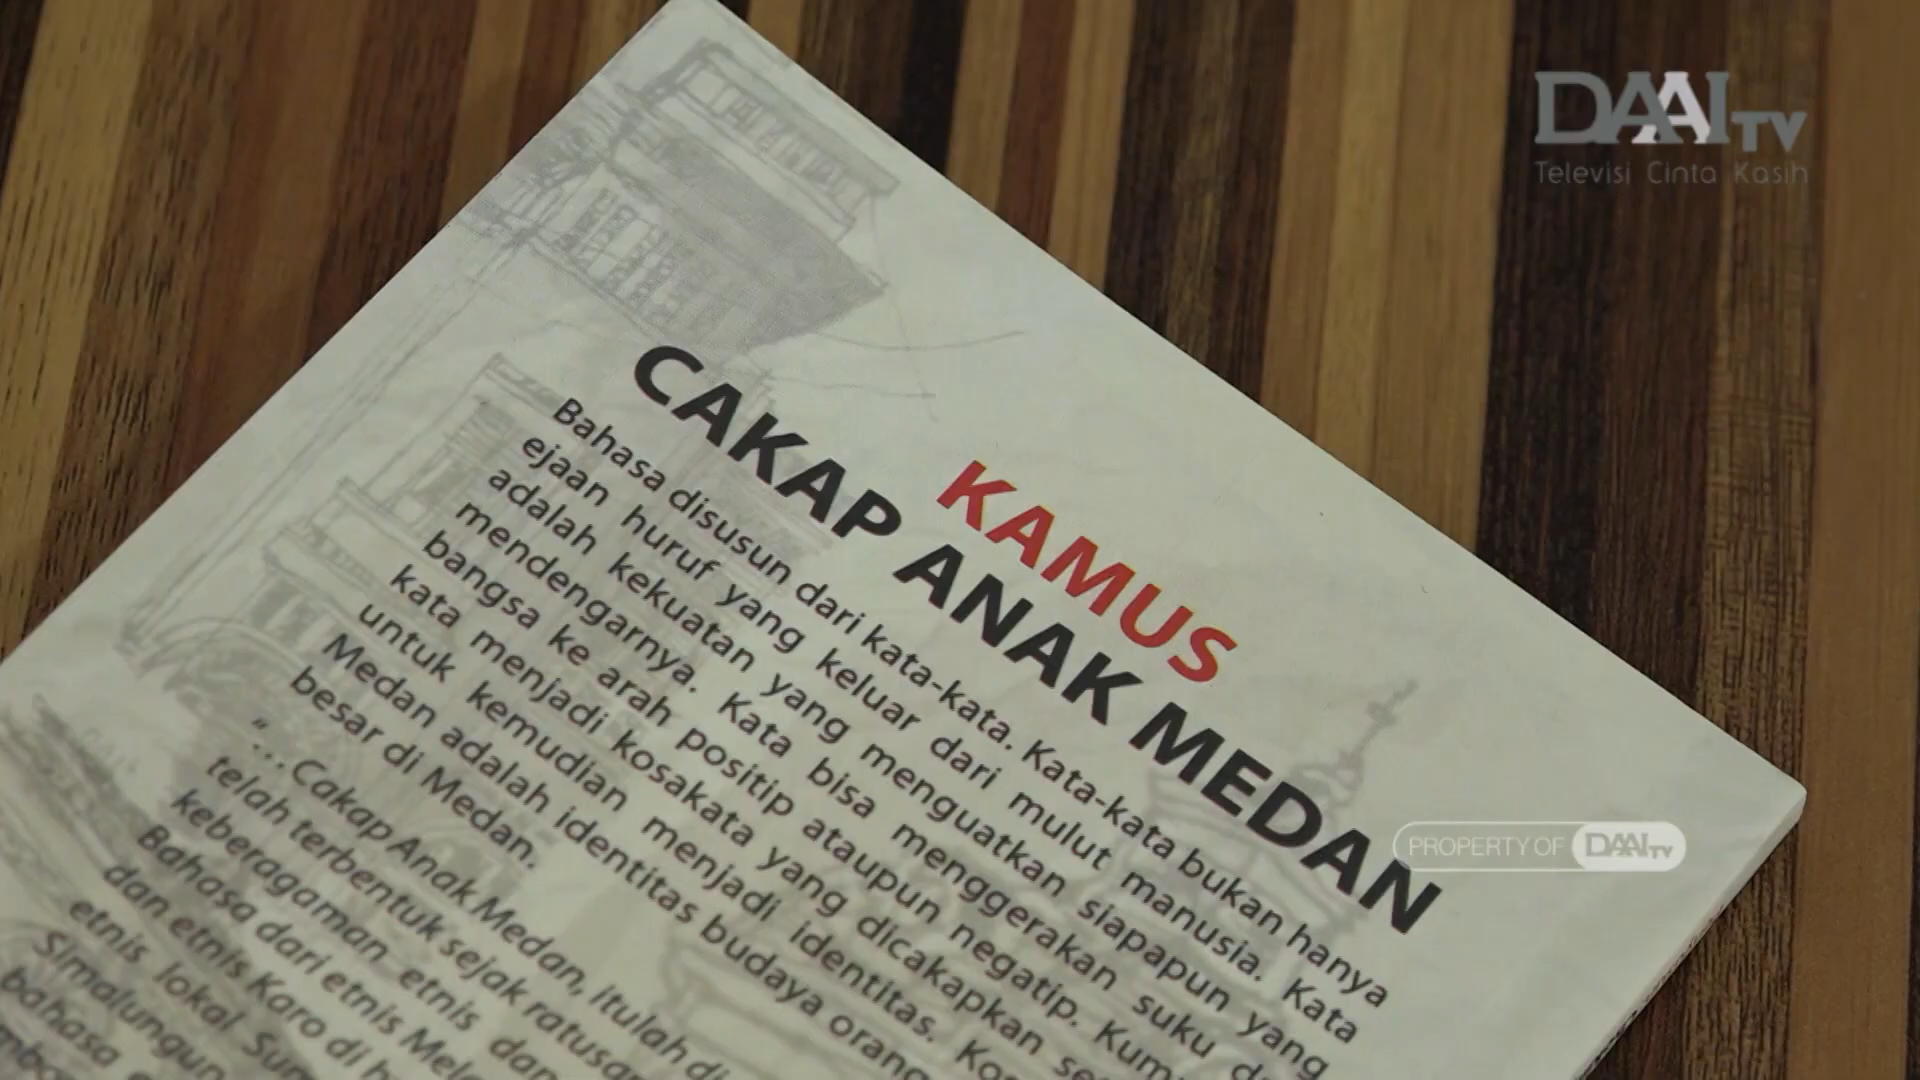 DAAI TV
Televisi Cinta Kasih
KAMUS
CAKAP ANAK MEDAN
Bahasa disusun dari kata-kata. Kata-kata bukan hanya
ejaan huruf yang keluar dari mulut manusia. Kata
adalah kekuatan yang menguatkan siapapun yang
mendengarnya. Kata bisa menggerakan suku
bangsa ke arah positip ataupun negatip.
kata menjadi kosakata yang dicakapkan
untuk kemudian menjadi identitas.
Medan adalah identitas budaya orang
besar di Medan.
"...Cakap Anak Medan, itulah
telah terbentuk sejak
keberagaman etnis
Bahasa dari etnis
dan etnis Karo di
etnis lokal
Simalungun
bahasa
PROPERTY OF DAAI TV